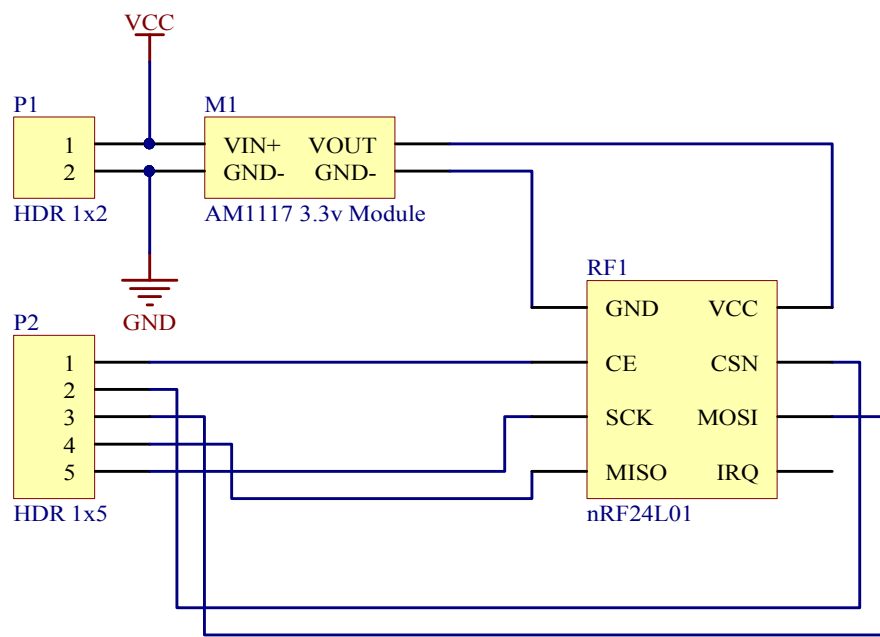 VCC
P1
1
2
HDR 1x2
M1
VIN+ VOUT
GND- GND-
AM1117 3.3v Module
GND
RF1
GND VCC
CE CSN
SCK MOSI
MISO IRQ
nRF24L01
P2
1
2
3
4
5
HDR 1x5